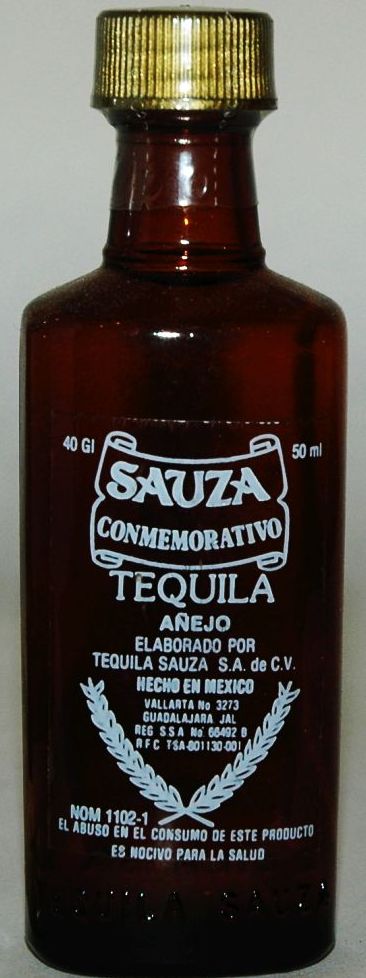 40 Gl 50 ml
SAUZA
CONMEMORATIVO
TEQUILA
AÑEJO
ELABORADO POR
TEQUILA SAUZA S.A. de C.V.
HECHO EN MEXICO
VALLARTA No 3273
GUADALAJARA JAL
REG S S A No 66492 B
R F C TSA-801130-001
NOM 1102-1
EL ABUSO EN EL CONSUMO DE ESTE PRODUCTO
ES NOCIVO PARA LA SALUD
TEQUILA SAUZA